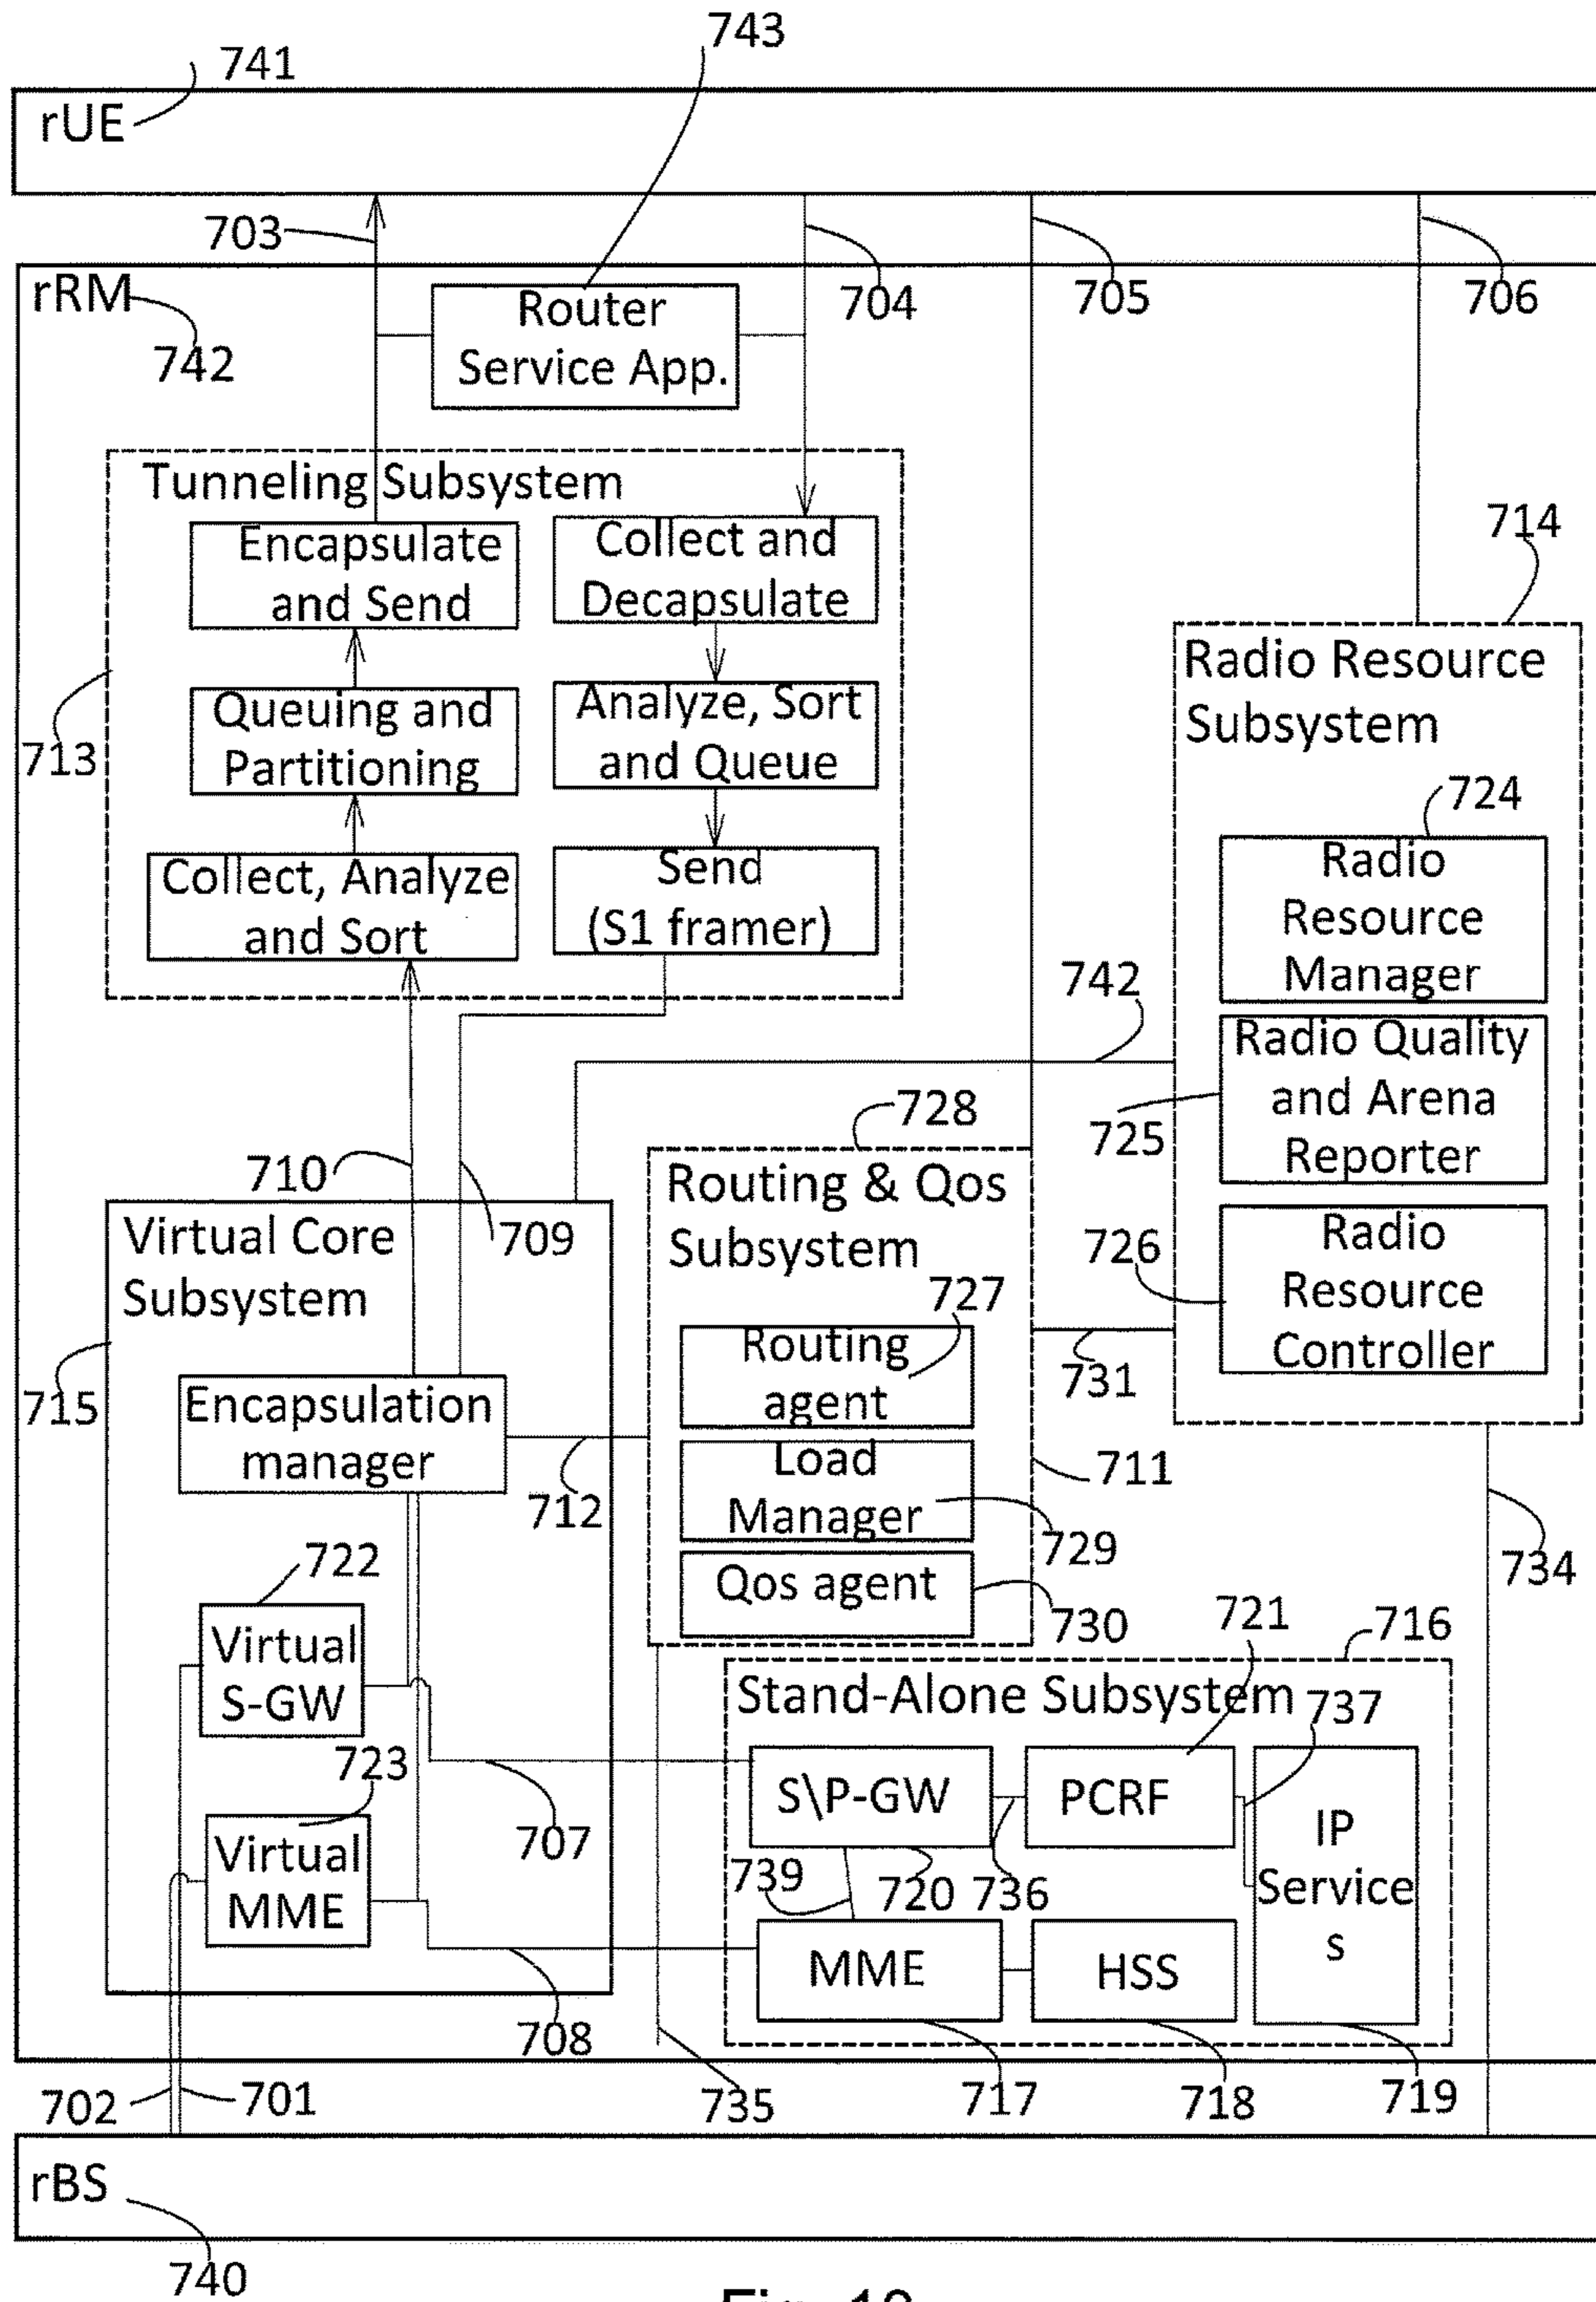 743
741
rUE
703
704
705
706
rRM
742
Router
Service App.
Tunneling Subsystem
Encapsulate
and Send
Collect and
Decapsulate
714
Radio Resource
Subsystem
713
Queuing and
Partitioning
Analyze, Sort
and Queue
724
Radio
Resource
Manager
Collect, Analyze
and Sort
Send
(S1 framer)
742
Radio Quality
and Arena
Reporter
725
728
710
709
Routing & Qos
Subsystem
Virtual Core
Subsystem
726
Radio
Resource
Controller
727
Routing
agent
731
715
Encapsulation
manager
712
Load
Manager
711
729
734
722
Qos agent
730
721
716
Virtual
S-GW
Stand-Alone Subsystem
737
723
S\P-GW
PCRF
IP
Service
s
707
Virtual
MME
739
720
736
MME
HSS
708
702
701
735
717
718
719
rBS
740